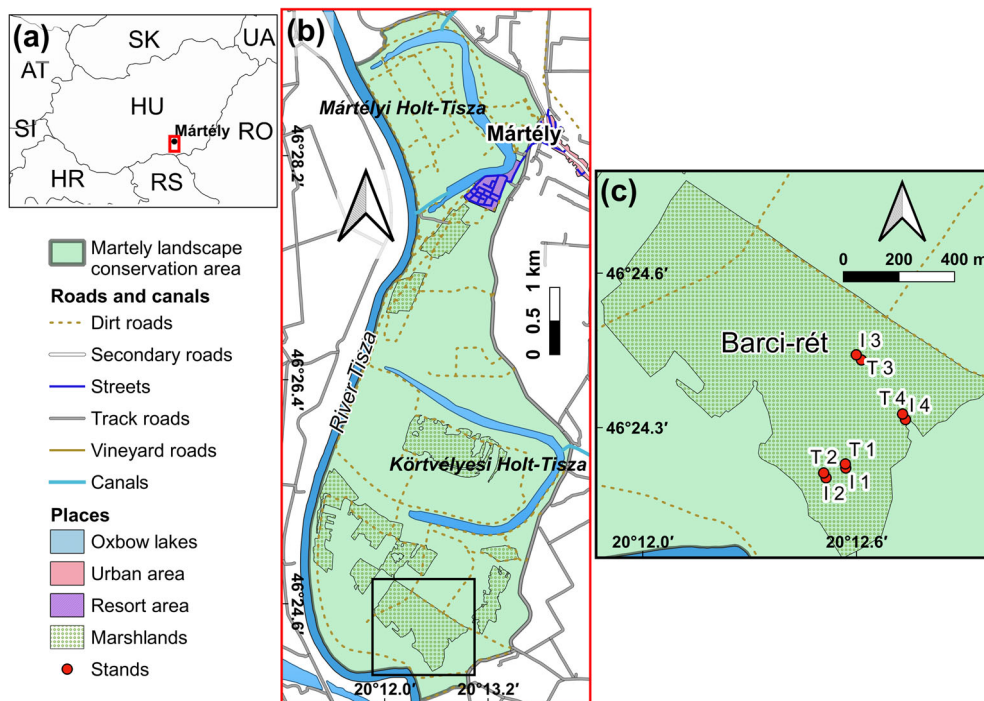 (a)
SK
UA
AT
HU
Mártély
SI
RO
HR
RS
Martely landscape
conservation area
Roads and canals
Dirt roads
Secondary roads
Streets
Track roads
Vineyard roads
Canals
Places
Oxbow lakes
Urban area
Resort area
Marshlands
Stands
(b)
Mártélyi Holt-Tisza
Mártély
46°28.2′
0 0.5 1 km
River Tisza
46°26.4′
Körtvélyesi Holt-Tisza
46°24.6′
20°12.0′
20°13.2′
(c)
0 200 400 m
46°24.6′
Barci-rét
I 3
T 3
T 4
I 4
46°24.3′
T 2
T 1
I 2
I 1
20°12.0′
20°12.6′